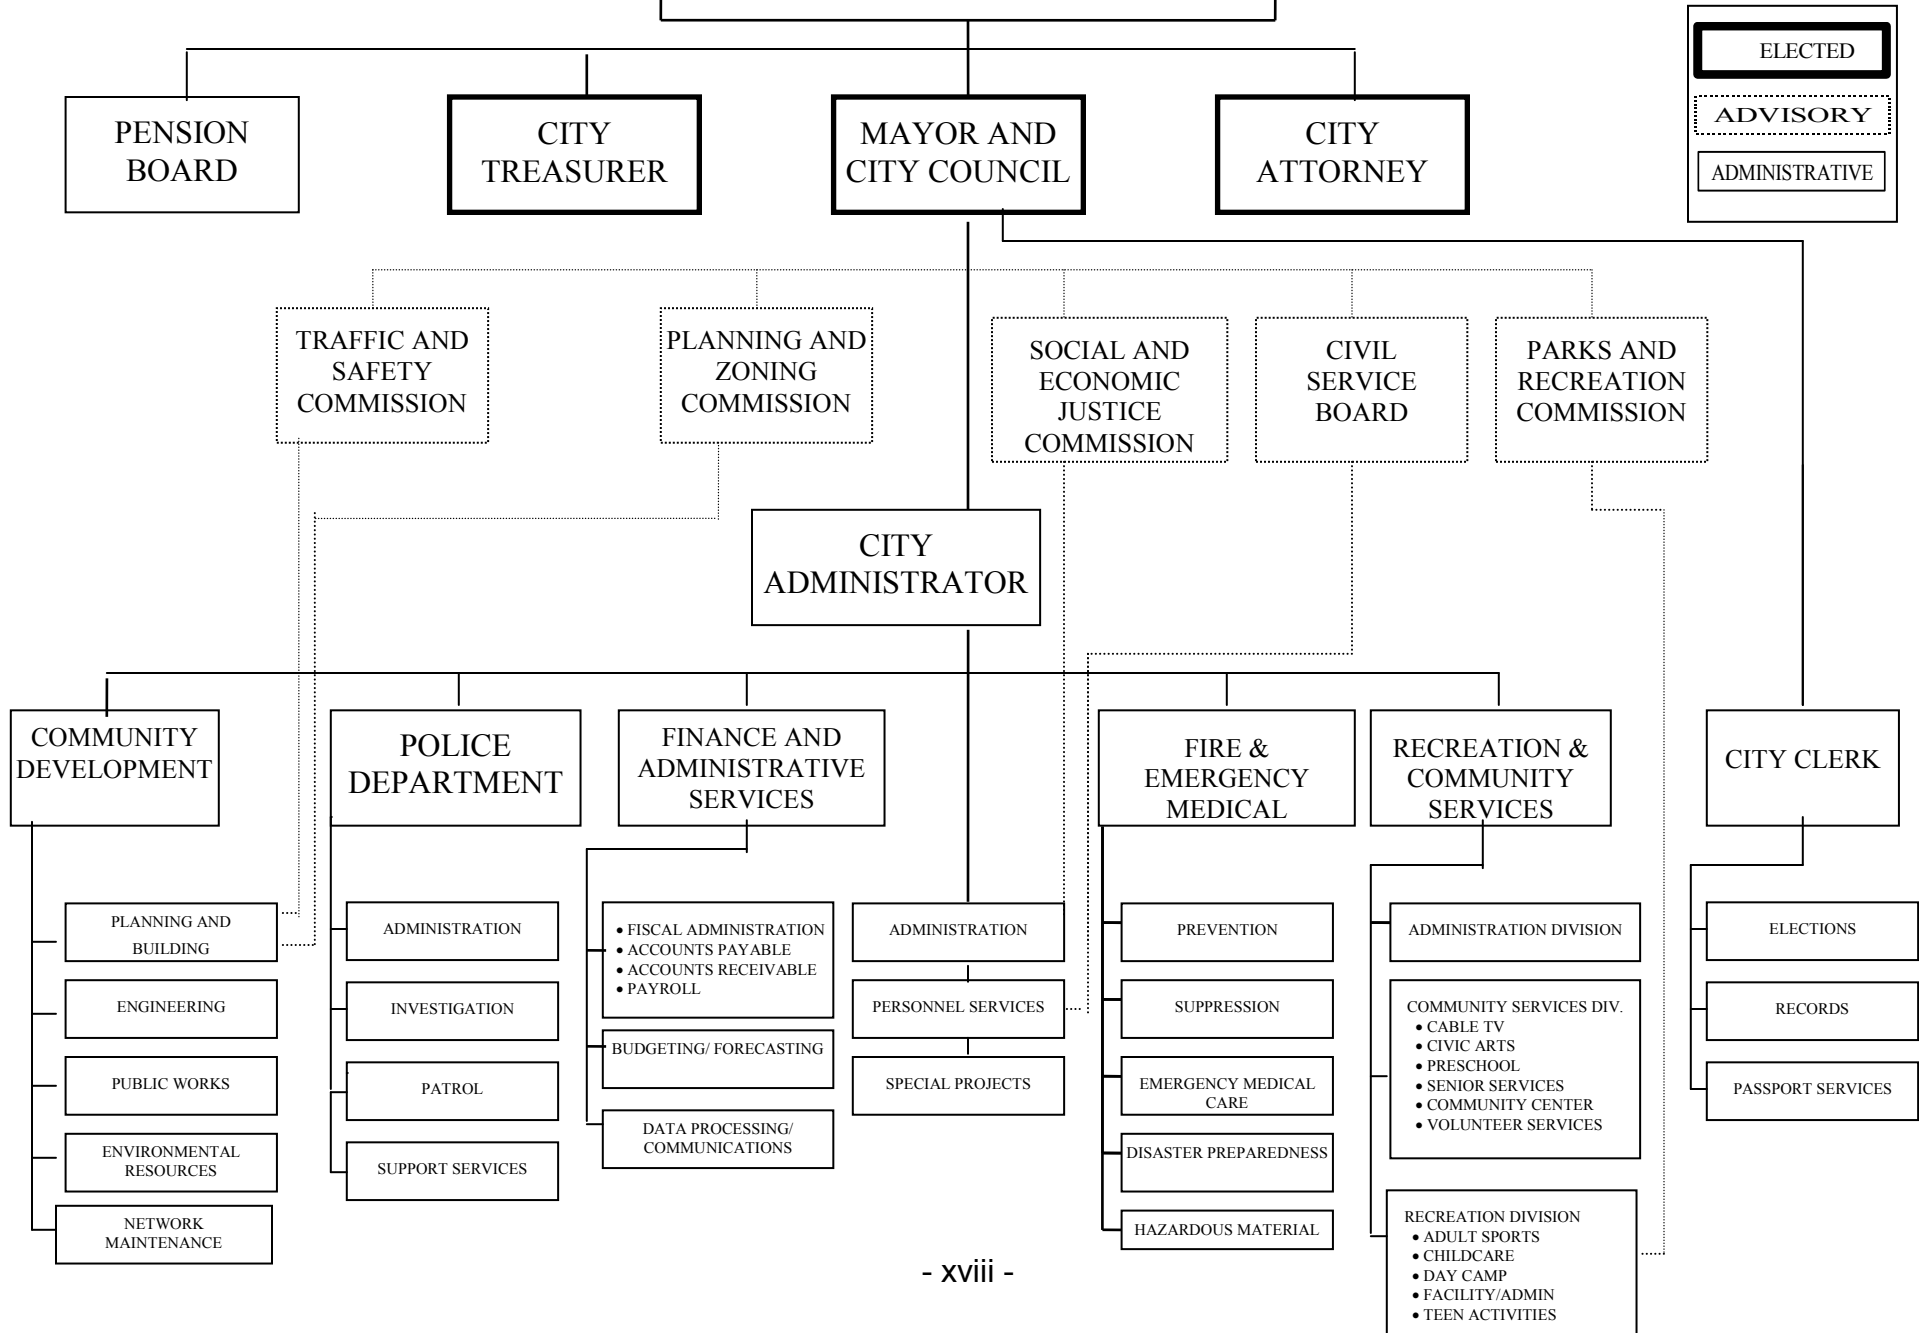 ELECTED
ADVISORY
ADMINISTRATIVE
PENSION
BOARD
CITY
TREASURER
MAYOR AND
CITY COUNCIL
CITY
ATTORNEY
TRAFFIC AND
SAFETY
COMMISSION
PLANNING AND
ZONING
COMMISSION
SOCIAL AND
ECONOMIC
JUSTICE
COMMISSION
CIVIL
SERVICE
BOARD
PARKS AND
RECREATION
COMMISSION
CITY
ADMINISTRATOR
COMMUNITY
DEVELOPMENT
POLICE
DEPARTMENT
FINANCE AND
ADMINISTRATIVE
SERVICES
FIRE &
EMERGENCY
MEDICAL
RECREATION &
COMMUNITY
SERVICES
CITY CLERK
PLANNING AND
BUILDING
ENGINEERING
PUBLIC WORKS
ENVIRONMENTAL
RESOURCES
NETWORK
MAINTENANCE
ADMINISTRATION
INVESTIGATION
PATROL
SUPPORT SERVICES
• FISCAL ADMINISTRATION
• ACCOUNTS PAYABLE
• ACCOUNTS RECEIVABLE
• PAYROLL
BUDGETING/ FORECASTING
DATA PROCESSING/
COMMUNICATIONS
ADMINISTRATION
PERSONNEL SERVICES
SPECIAL PROJECTS
PREVENTION
SUPPRESSION
EMERGENCY MEDICAL
CARE
DISASTER PREPAREDNESS
HAZARDOUS MATERIAL
ADMINISTRATION DIVISION
COMMUNITY SERVICES DIV.
• CABLE TV
• CIVIC ARTS
• PRESCHOOL
• SENIOR SERVICES
• COMMUNITY CENTER
• VOLUNTEER SERVICES
RECREATION DIVISION
• ADULT SPORTS
• CHILDCARE
• DAY CAMP
• FACILITY/ADMIN
• TEEN ACTIVITIES
ELECTIONS
RECORDS
PASSPORT SERVICES
- xviii -